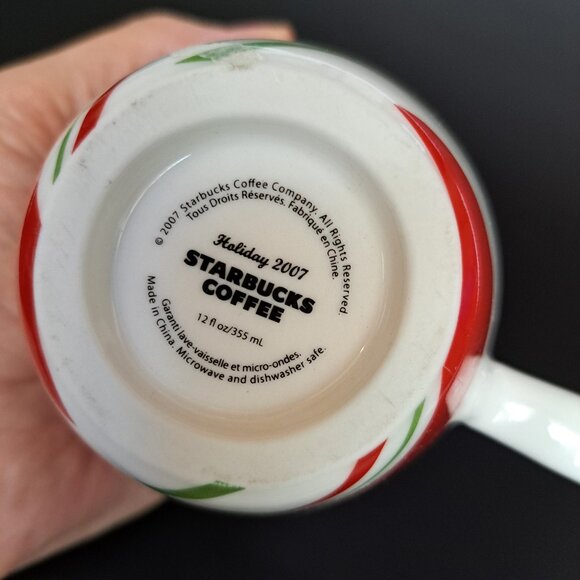 © 2007 Starbucks Coffee Company. All Rights Reserved.
Tous Droits Réservés. Fabriqué en Chine.
Holiday 2007
STARBUCKS
COFFEE
12 fl oz/355 mL
Garanti lave-vaisselle et micro-ondes.
Made in China. Microwave and dishwasher safe.